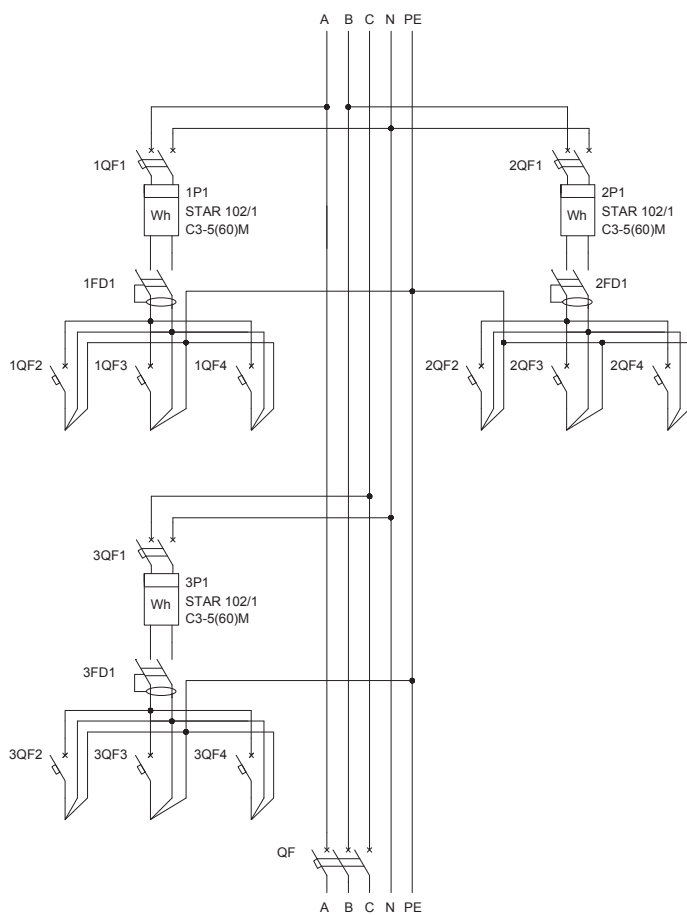 A B C N PE
1QF1
1P1
Wh
STAR 102/1
C3-5(60)M
2QF1
2P1
Wh
STAR 102/1
C3-5(60)M
1FD1
2FD1
1QF2
1QF3
1QF4
2QF2
2QF3
2QF4
3QF1
3P1
Wh
STAR 102/1
C3-5(60)M
3FD1
3QF2
3QF3
3QF4
QF
A B C N PE